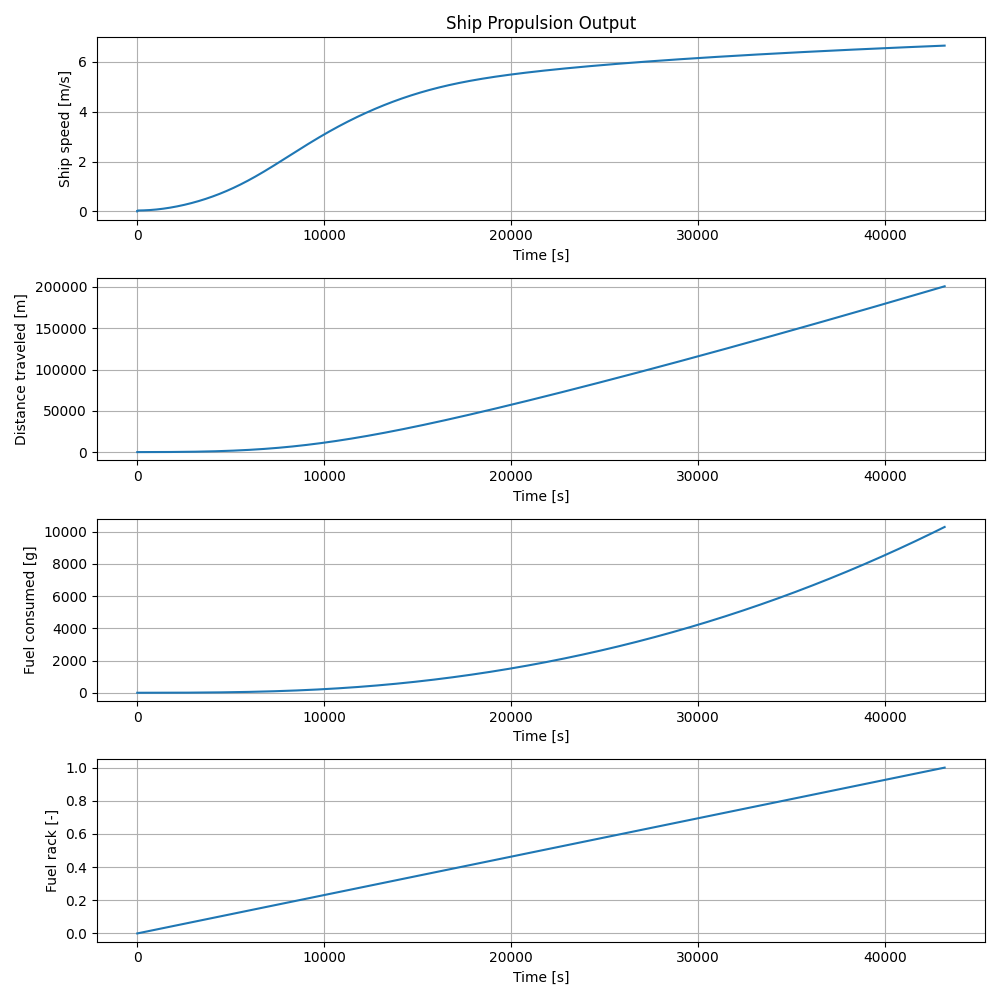 Ship Propulsion Output
Ship speed [m/s]
6
4
2
0
0 10000 20000 30000 40000
Time [s]
Distance traveled [m]
200000
150000
100000
50000
0
0 10000 20000 30000 40000
Time [s]
Fuel consumed [g]
10000
8000
6000
4000
2000
0
0 10000 20000 30000 40000
Time [s]
Fuel rack [-]
1.0
0.8
0.6
0.4
0.2
0.0
0 10000 20000 30000 40000
Time [s]